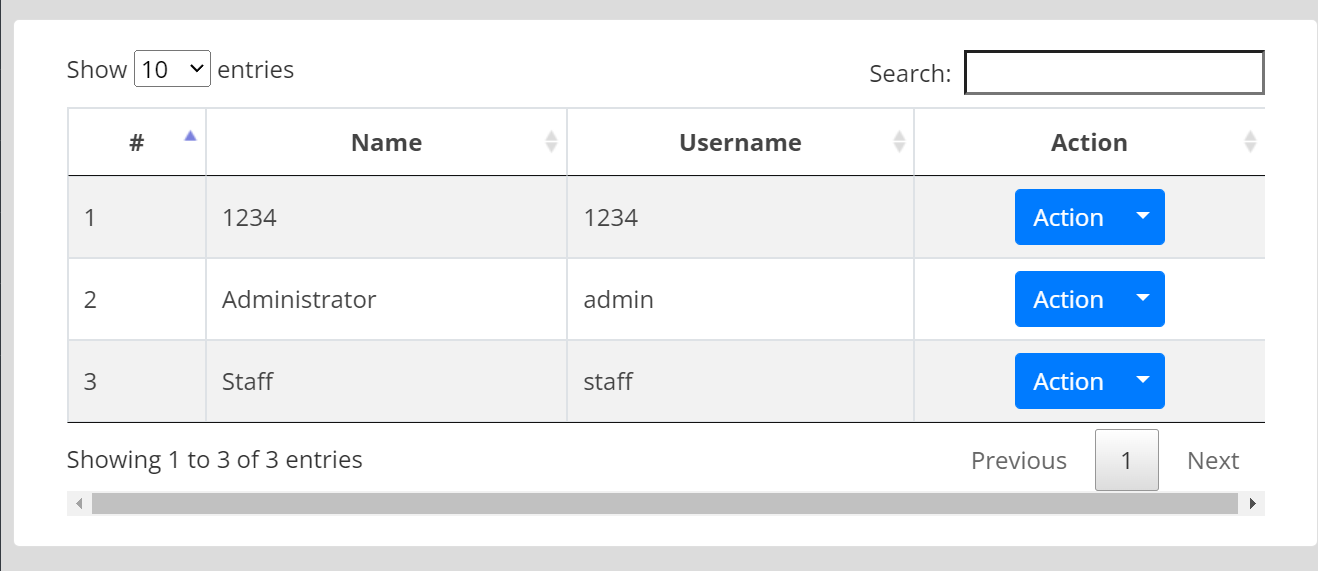 Show 10 entries Search:
# Name Username Action
1 1234 1234 Action
2 Administrator admin Action
3 Staff staff Action
Showing 1 to 3 of 3 entries Previous 1 Next